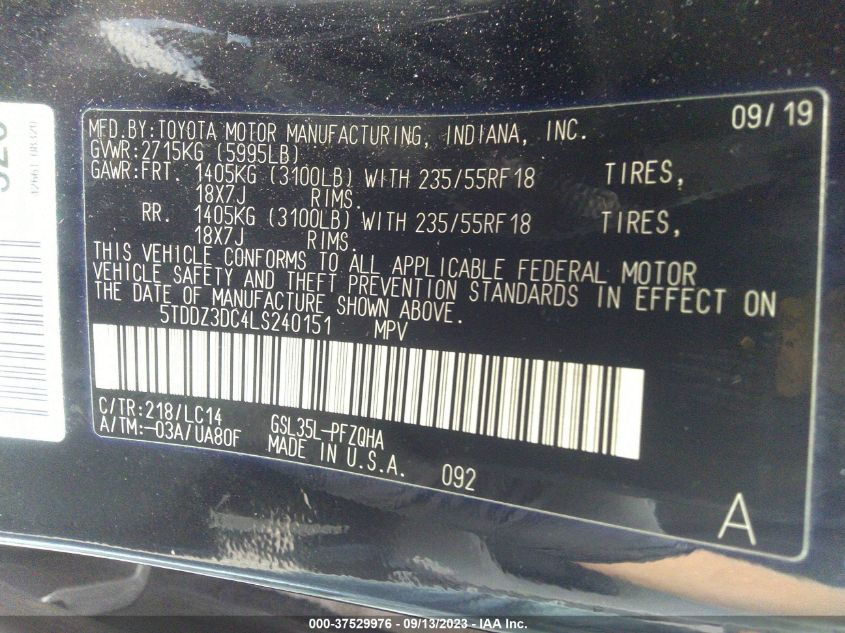 09/19
MFD.BY:TOYOTA MOTOR MANUFACTURING, INDIANA, INC.
GVWR:2715KG (5995LB)
GAWR:FRT. 1405KG (3100LB) WITH 235/55RF18 TIRES,
18X7J RIMS.
RR. 1405KG (3100LB) WITH 235/55RF18 TIRES,
18X7J RIMS.
THIS VEHICLE CONFORMS TO ALL APPLICABLE FEDERAL MOTOR
VEHICLE SAFETY AND THEFT PREVENTION STANDARDS IN EFFECT ON
THE DATE OF MANUFACTURE SHOWN ABOVE.
5TDDZ3DC4LS240151 MPV
C/TR:218/LC14 GSL35L-PFZQHA
A/TM:-03A/UA80F MADE IN U.S.A. 092
A
000-37529976 - 09/13/2023 - IAA Inc.